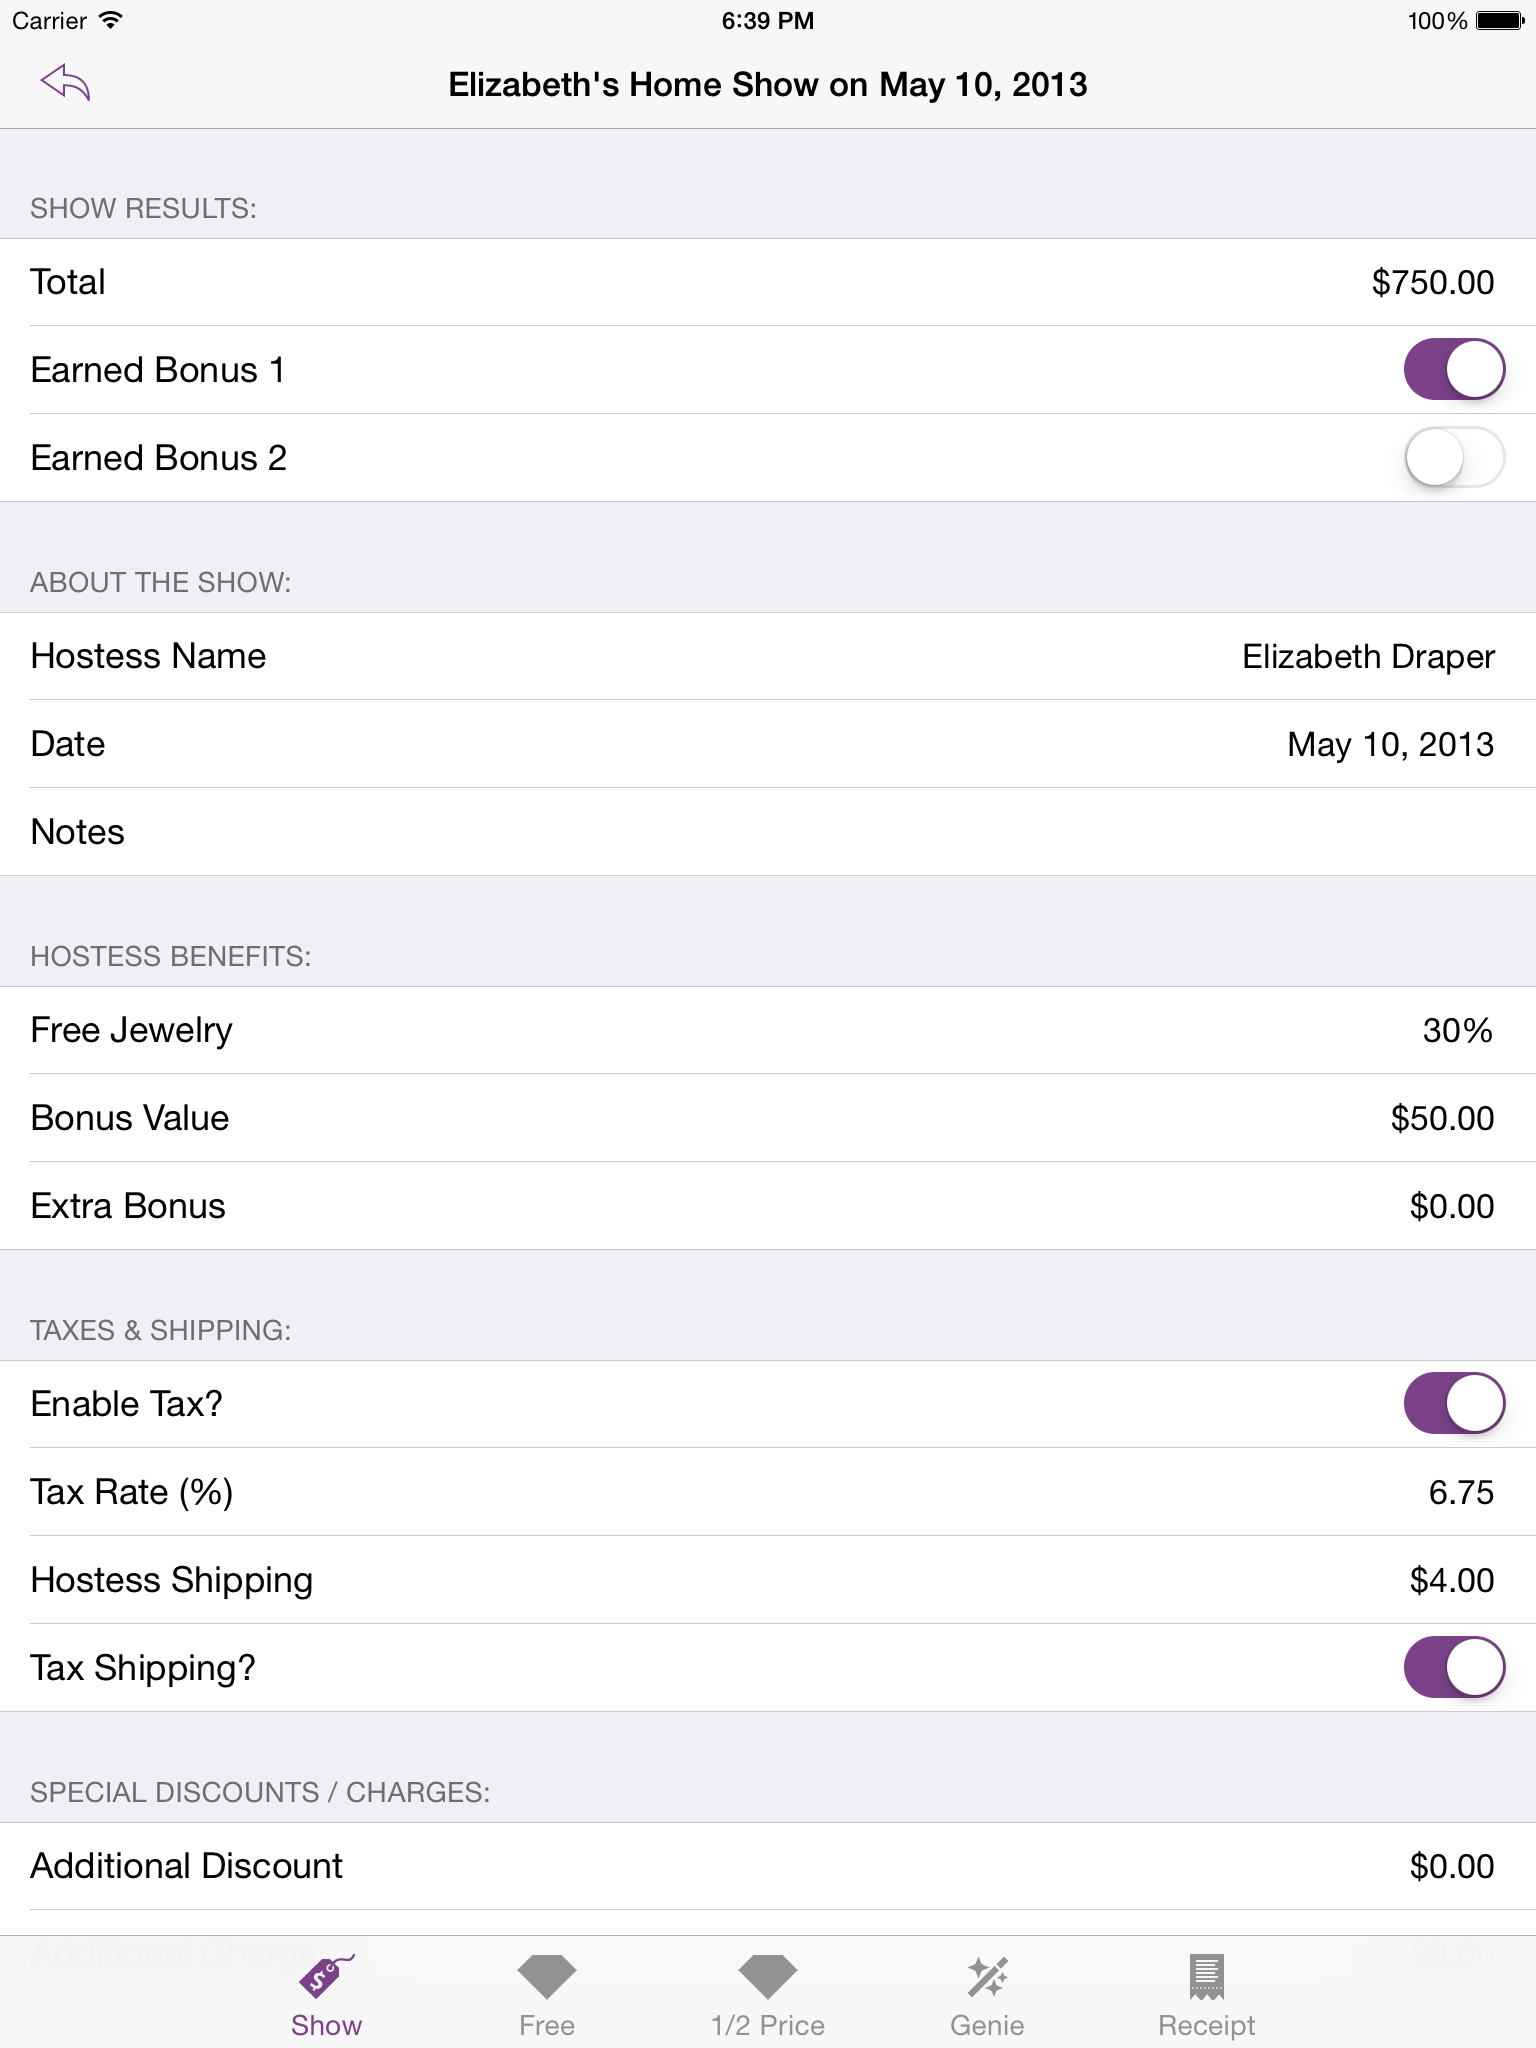 Carrier 6:39 PM 100%
Elizabeth's Home Show on May 10, 2013
SHOW RESULTS:
Total $750.00
Earned Bonus 1
Earned Bonus 2
ABOUT THE SHOW:
Hostess Name Elizabeth Draper
Date May 10, 2013
Notes
HOSTESS BENEFITS:
Free Jewelry 30%
Bonus Value $50.00
Extra Bonus $0.00
TAXES & SHIPPING:
Enable Tax?
Tax Rate (%) 6.75
Hostess Shipping $4.00
Tax Shipping?
SPECIAL DISCOUNTS / CHARGES:
Additional Discount $0.00
Additional Charge $0.00
Show Free 1/2 Price Genie Receipt